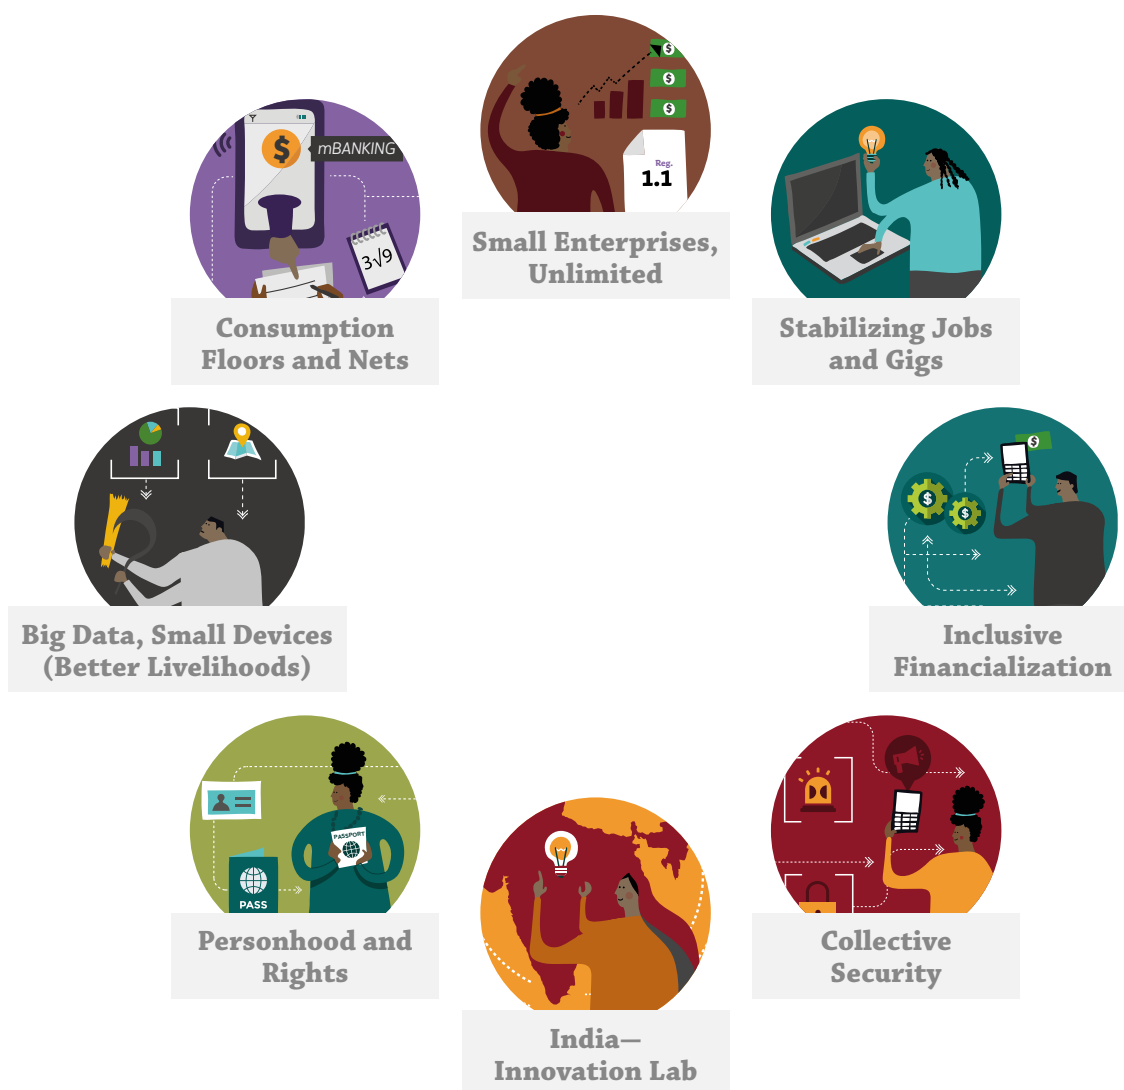 $
$
$
Reg.
1.1
Small Enterprises,
Unlimited
$
mBANKING
3√9
Consumption
Floors and Nets
Stabilizing Jobs
and Gigs
Big Data, Small Devices
(Better Livelihoods)
$
$
$
Inclusive
Financialization
PASSPORT
PASS
Personhood and
Rights
Collective
Security
India—
Innovation Lab